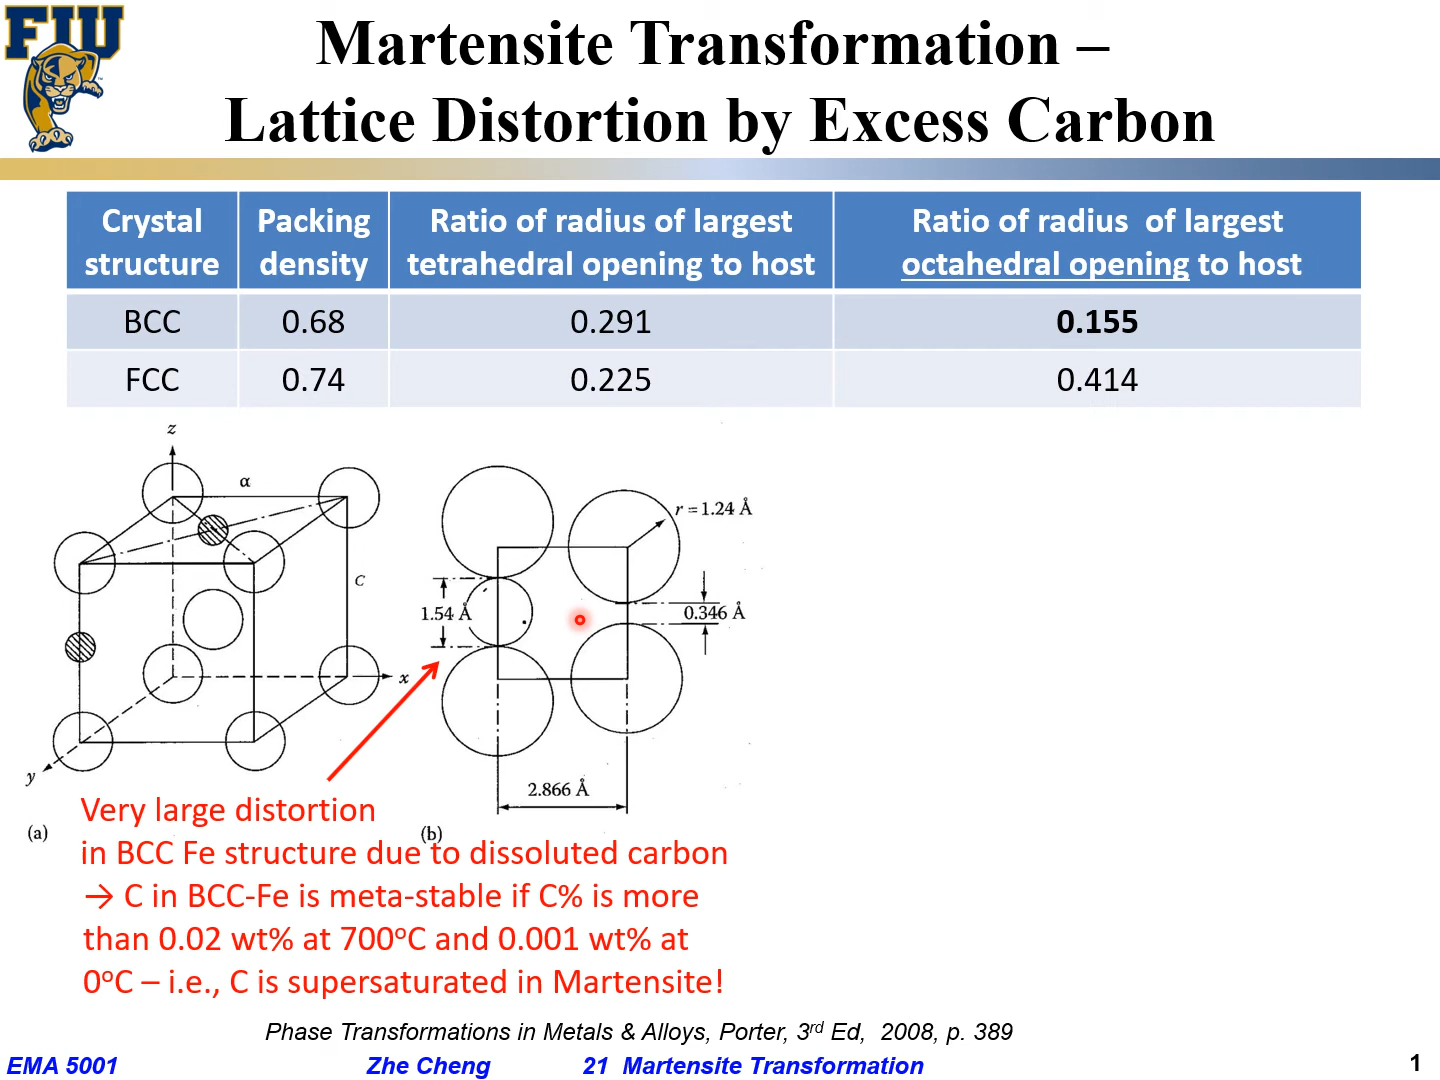 FIU
Martensite Transformation –
Lattice Distortion by Excess Carbon
Crystal structure
Packing density
Ratio of radius of largest tetrahedral opening to host
Ratio of radius of largest octahedral opening to host
BCC 0.68 0.291 0.155
FCC 0.74 0.225 0.414
z
α
C
x
y
(a)
r = 1.24 Å
1.54 Å
0.346 Å
2.866 Å
(b)
Very large distortion
in BCC Fe structure due to dissoluted carbon
→ C in BCC-Fe is meta-stable if C% is more
than 0.02 wt% at 700°C and 0.001 wt% at
0°C – i.e., C is supersaturated in Martensite!
Phase Transformations in Metals & Alloys, Porter, 3rd Ed, 2008, p. 389
EMA 5001 Zhe Cheng 21 Martensite Transformation 1